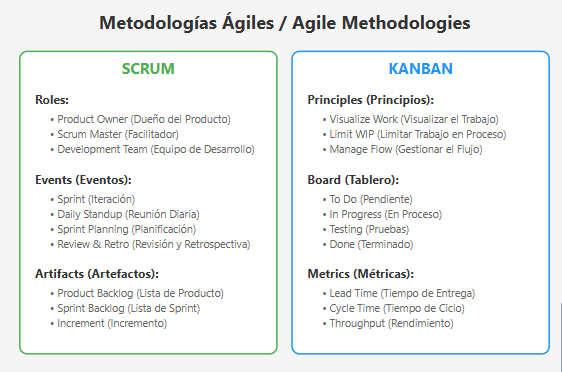 Metodologías Ágiles / Agile Methodologies
SCRUM
Roles:
• Product Owner (Dueño del Producto)
• Scrum Master (Facilitador)
• Development Team (Equipo de Desarrollo)
Events (Eventos):
• Sprint (Iteración)
• Daily Standup (Reunión Diaria)
• Sprint Planning (Planificación)
• Review & Retro (Revisión y Retrospectiva)
Artifacts (Artefactos):
• Product Backlog (Lista de Producto)
• Sprint Backlog (Lista de Sprint)
• Increment (Incremento)
KANBAN
Principles (Principios):
• Visualize Work (Visualizar el Trabajo)
• Limit WIP (Limitar Trabajo en Proceso)
• Manage Flow (Gestionar el Flujo)
Board (Tablero):
• To Do (Pendiente)
• In Progress (En Proceso)
• Testing (Pruebas)
• Done (Terminado)
Metrics (Métricas):
• Lead Time (Tiempo de Entrega)
• Cycle Time (Tiempo de Ciclo)
• Throughput (Rendimiento)